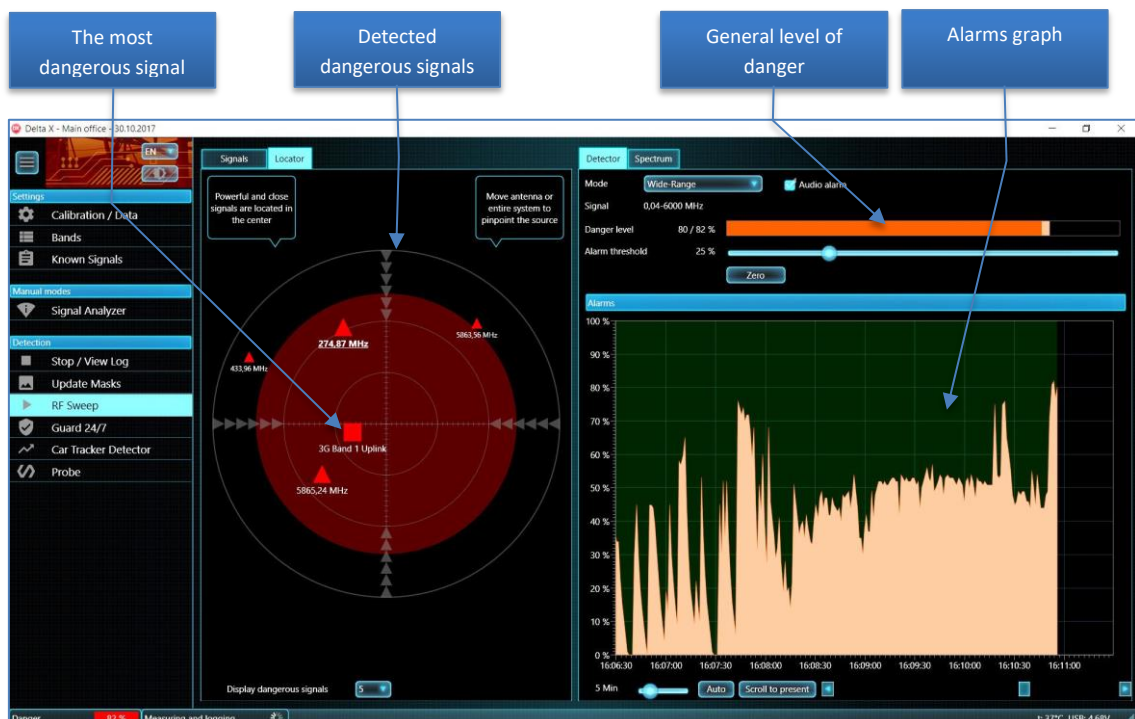 The most
dangerous signal
Detected
dangerous signals
General level of
danger
Alarms graph
Delta X - Main office - 30.10.2017
EN
Settings
Calibration / Data
Bands
Known Signals
Manual modes
Signal Analyzer
Detection
Stop / View Log
Update Masks
RF Sweep
Guard 24/7
Car Tracker Detector
Probe
Signals
Locator
Powerful and close
signals are located in
the center
Move antenna or
entire system to
pinpoint the source
274,87 MHz
5863,56 MHz
433,96 MHz
3G Band 1 Uplink
5865,24 MHz
Display dangerous signals
5
Detector
Spectrum
Mode
Wide-Range
Audio alarm
Signal
0,04-6000 MHz
Danger level
80 / 82 %
Alarm threshold
25 %
Zero
Alarms
100 %
90 %
80 %
70 %
60 %
50 %
40 %
30 %
20 %
10 %
0 %
16:06:30 16:07:00 16:07:30 16:08:00 16:08:30 16:09:00 16:09:30 16:10:00 16:10:30 16:11:00
5 Min
Auto
Scroll to present
Danger
82 %
Measuring and logging
t: 37°C, USB: 4,68V